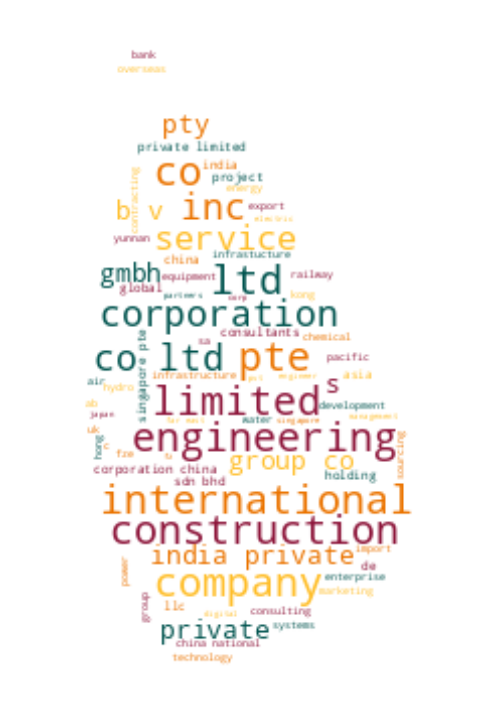 bank
overseas
pty
private limited
co india
project
contracting
energy
b v inc export
electric
yunnan service
infrastucture
china
gmbh equipment ltd railway
global partners corp kong
corporation
consultants chemical
sa
co ltd pte pacific
singapore pte
air infrastructure engineer s asia
hydro
ab limited development
japan far east water singapore management
uk engineering
hong c fze group co sourcing
corporation china
sdn bhd holding
international
construction
india private import
power de
enterprise
company marketing
group llc digital consulting
private systems
china national
technology